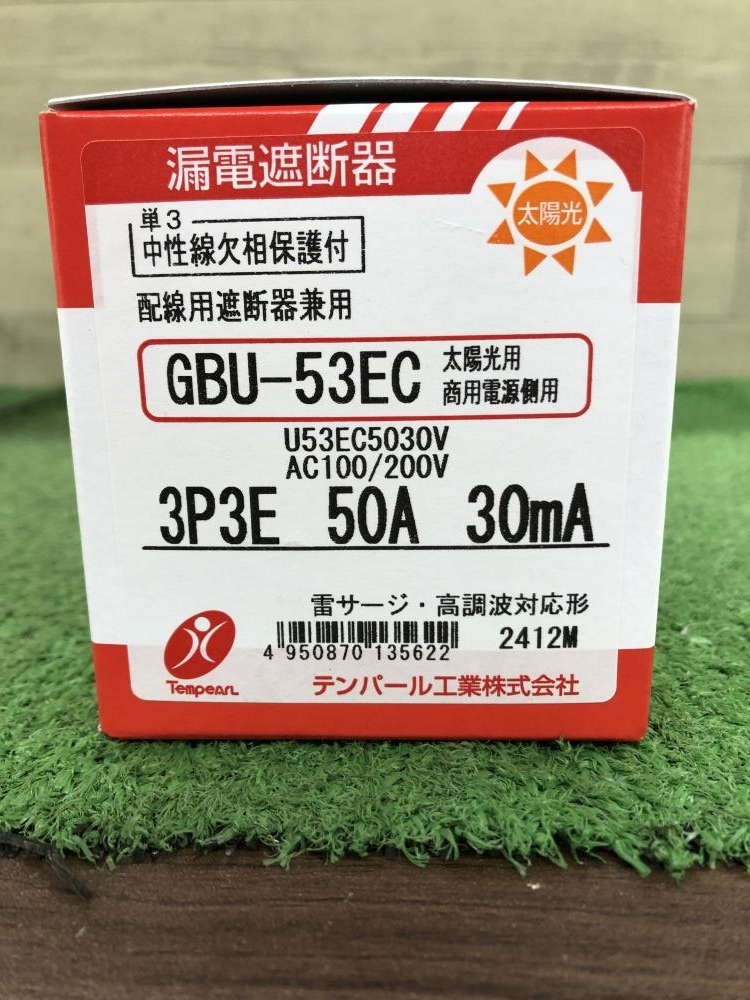 漏電遮断器
太陽光
単3
中性線欠相保護付
配線用遮断器兼用
GBU-53EC
太陽光用
商用電源側用
U53EC5030V
AC100/200V
3P3E 50A 30mA
雷サージ・高調波対応形
4 950870 135622
2412M
TempearL
テンパール工業株式会社